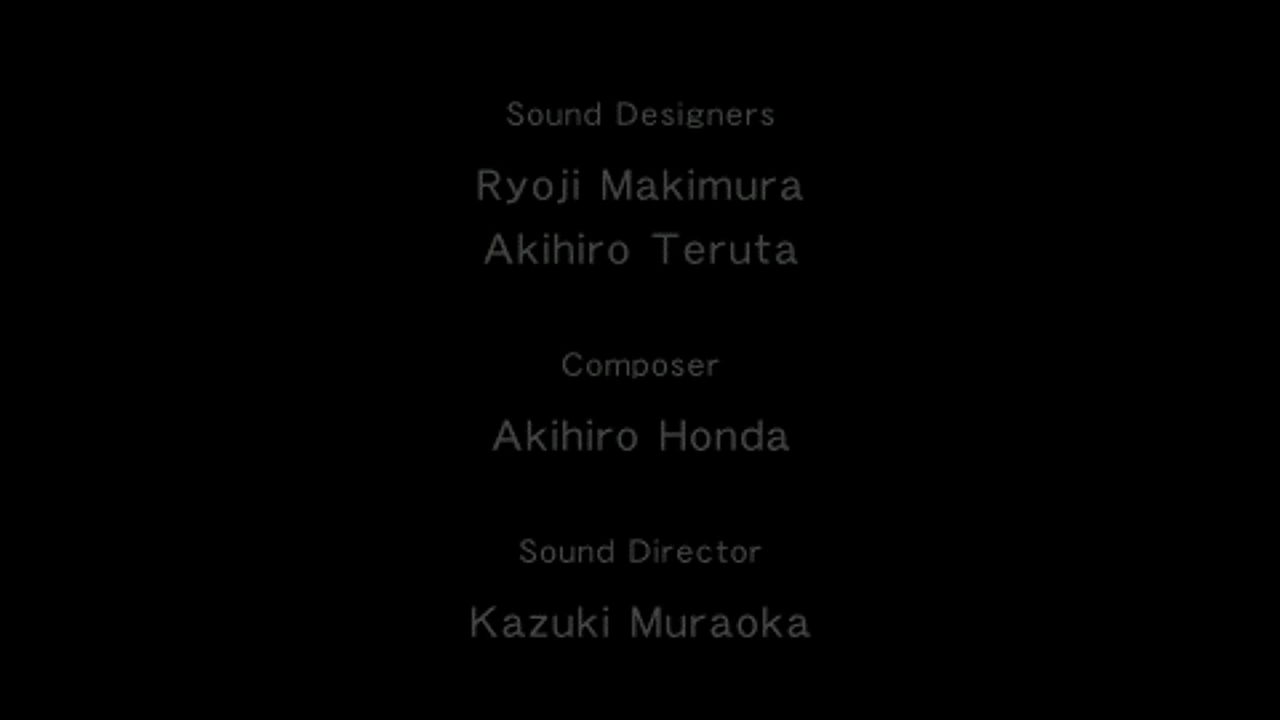 Sound Designers
Ryoji Makimura
Akihiro Teruta
Composer
Akihiro Honda
Sound Director
Kazuki Muraoka